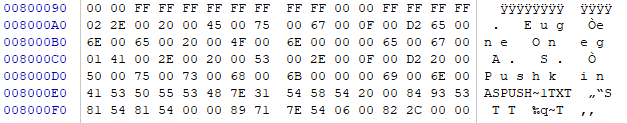 00800090 00 00 FF FF FF FF FF FF FF FF 00 00 FF FF FF FF ÿÿÿÿÿÿÿÿ ÿÿÿÿ
008000A0 02 2E 00 20 00 45 00 75 00 67 00 0F 00 D2 65 00 . E u g Òe
008000B0 6E 00 65 00 20 00 4F 00 6E 00 00 00 65 00 67 00 n e O n e g
008000C0 01 41 00 2E 00 20 00 53 00 2E 00 0F 00 D2 20 00 A . S . Ò
008000D0 50 00 75 00 73 00 68 00 6B 00 00 00 69 00 6E 00 P u s h k i n
008000E0 41 53 50 55 53 48 7E 31 54 58 54 20 00 84 93 53 ASPUSH~1TXT „“S
008000F0 81 54 81 54 00 00 89 71 7E 54 06 00 82 2C 00 00 T T ‰q~T ‚,